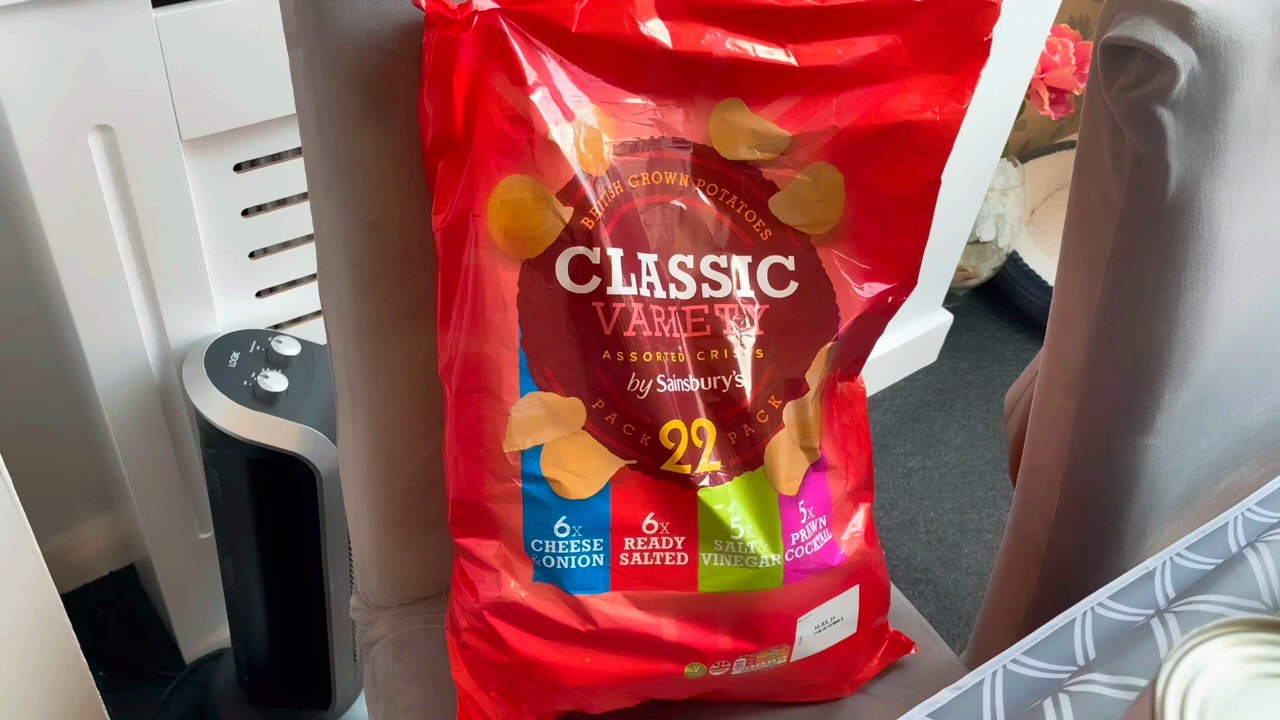 BRITISH GROWN POTATOES
CLASSIC
VARIETY
ASSORTED CRISPS
by Sainsbury's
PACK 22 PACK
6x
CHEESE
& ONION
6x
READY
SALTED
5x
SALT &
VINEGAR
5x
PRAWN
COCKTAIL
LOGIK
V